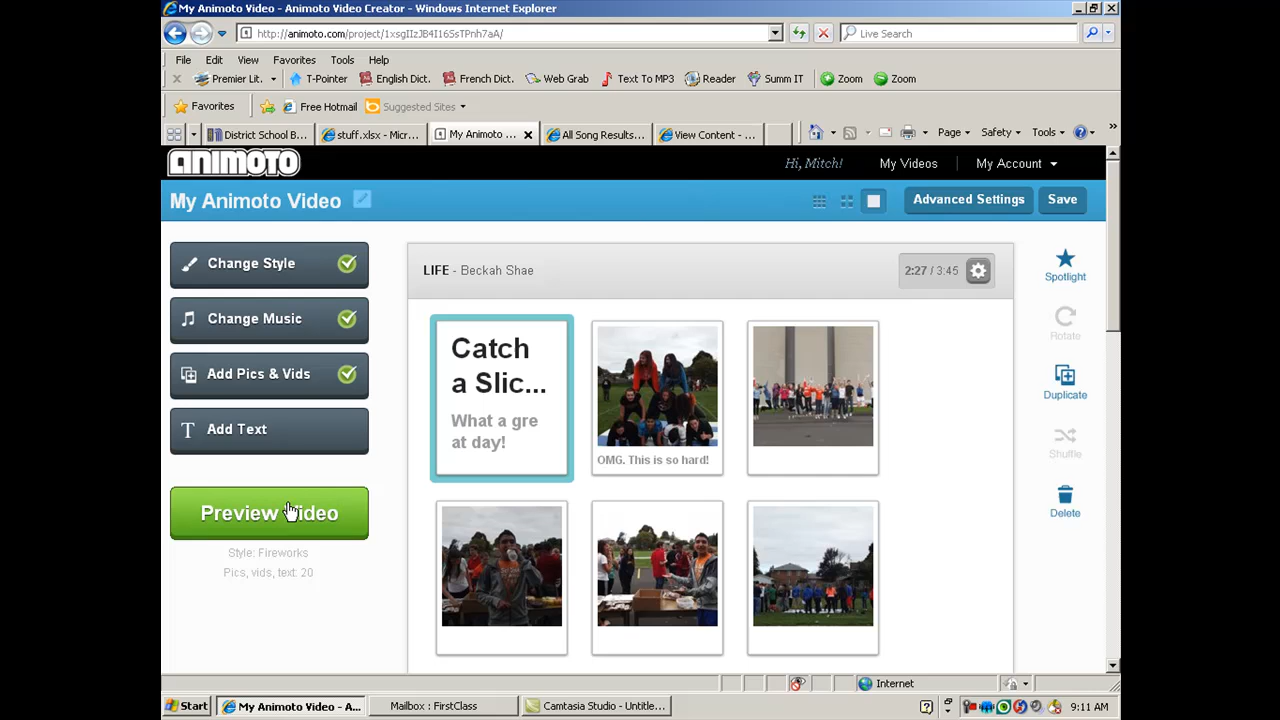 My Animoto Video - Animoto Video Creator - Windows Internet Explorer
http://animoto.com/project/1xsgIIzJB4I16SsTPnh7aA/
Live Search
File Edit View Favorites Tools Help
Premier Lit. T-Pointer English Dict. French Dict. Web Grab Text To MP3 Reader Summ IT Zoom Zoom
Favorites Free Hotmail Suggested Sites
District School B... stuff.xlsx - Micr... My Animoto ... All Song Results... View Content - ... Page Safety Tools
ANIMOTO Hi, Mitch! My Videos My Account
My Animoto Video Advanced Settings Save
Change Style
LIFE - Beckah Shae 2:27 / 3:45
Spotlight
Change Music
Rotate
Add Pics & Vids
Duplicate
Add Text
Shuffle
Catch
a Slic...
What a gre
at day!
OMG. This is so hard!
Preview Video
Delete
Style: Fireworks
Pics, vids, text: 20
Internet
Start My Animoto Video - A... Mailbox : FirstClass Camtasia Studio - Untitle... 9:11 AM